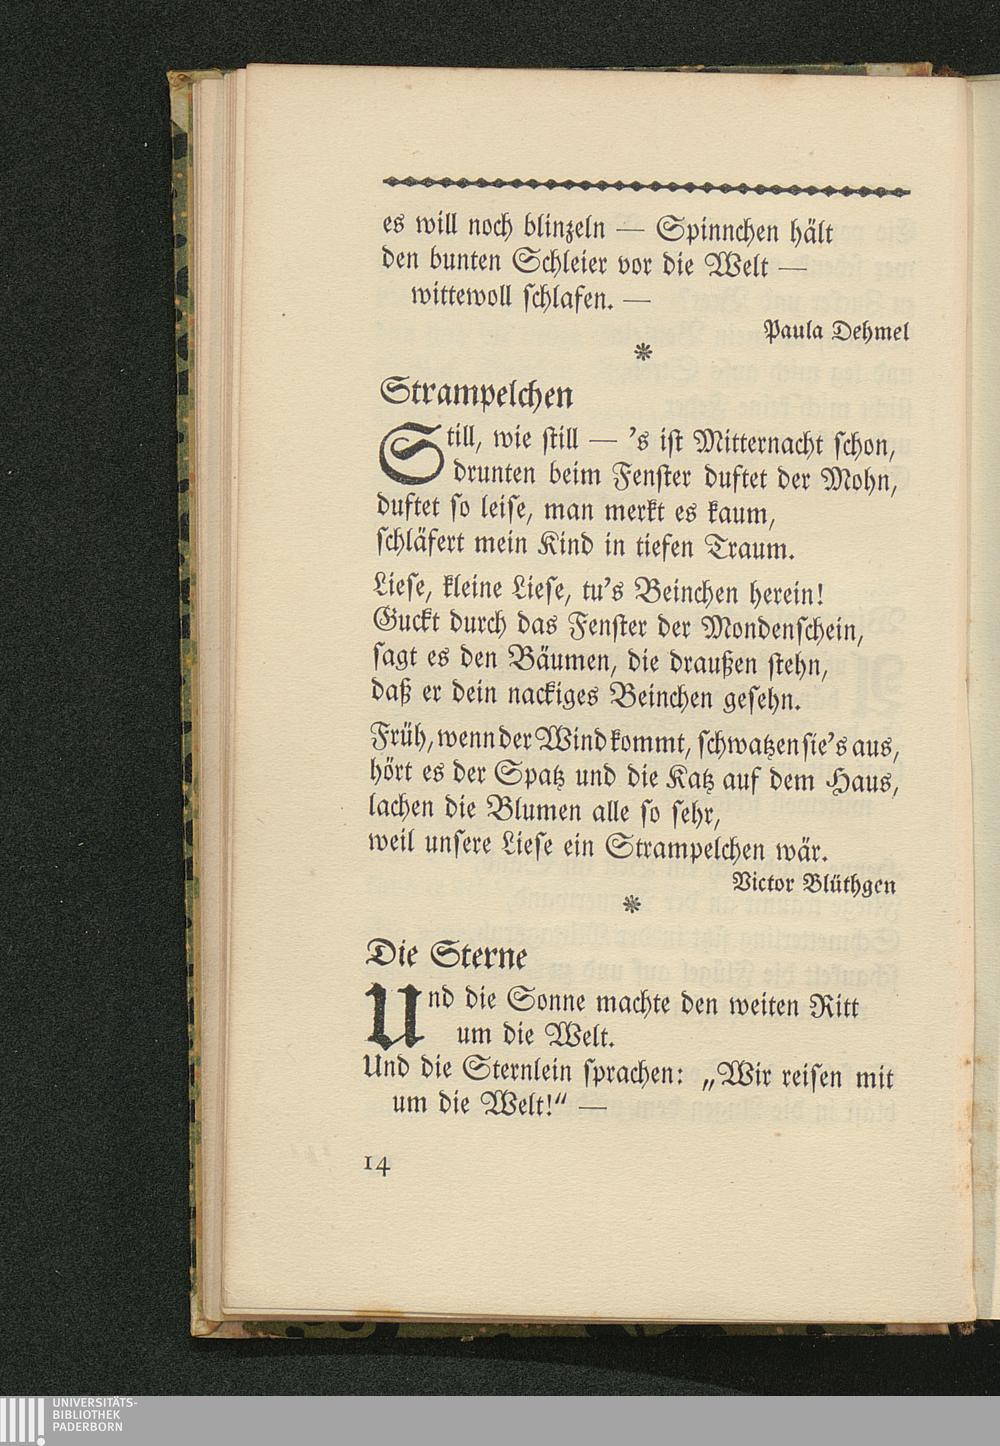 es will noch blinzeln — Spinnchen hält
den bunten Schleier vor die Welt —
wittewoll schlafen. —
Paula Dehmel
*
Strampelchen
Still, wie still — 's ist Mitternacht schon,
drunten beim Fenster duftet der Mohn,
duftet so leise, man merkt es kaum,
schläfert mein Kind in tiefen Traum.
Liese, kleine Liese, tu's Beinchen herein!
Guckt durch das Fenster der Mondenschein,
sagt es den Bäumen, die draußen stehn,
daß er dein nackiges Beinchen gesehn.
Früh, wenn der Wind kommt, schwatzen sie's aus,
hört es der Spatz und die Katz auf dem Haus,
lachen die Blumen alle so sehr,
weil unsere Liese ein Strampelchen wär.
Victor Blüthgen
*
Die Sterne
Und die Sonne machte den weiten Ritt
um die Welt.
Und die Sternlein sprachen: „Wir reisen mit
um die Welt!“ —
14
UNIVERSITÄTS-
BIBLIOTHEK
PADERBORN